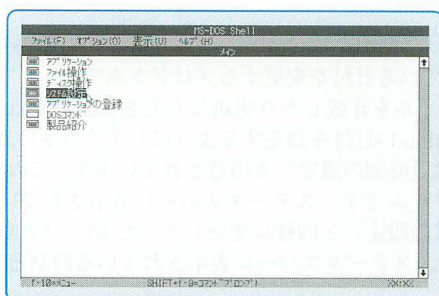 MS-DOS Shell
ファイル(F) オプション(O) 表示(U) ヘルプ(H)
メイン
アプリケーション
ファイル操作
ディスク操作
システム設定
アプリケーションの登録
DOSコマンド
製品紹介
f･10=メニュー SHIFT+f･9=コマンド プロンプト XX:XX